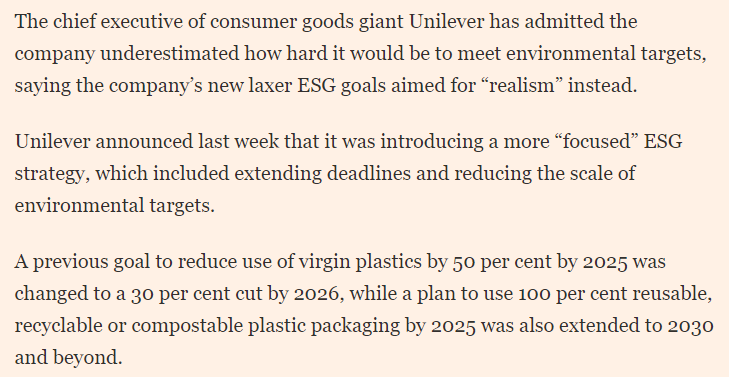 The chief executive of consumer goods giant Unilever has admitted the
company underestimated how hard it would be to meet environmental targets,
saying the company’s new laxer ESG goals aimed for “realism” instead.
Unilever announced last week that it was introducing a more “focused” ESG
strategy, which included extending deadlines and reducing the scale of
environmental targets.
A previous goal to reduce use of virgin plastics by 50 per cent by 2025 was
changed to a 30 per cent cut by 2026, while a plan to use 100 per cent reusable,
recyclable or compostable plastic packaging by 2025 was also extended to 2030
and beyond.